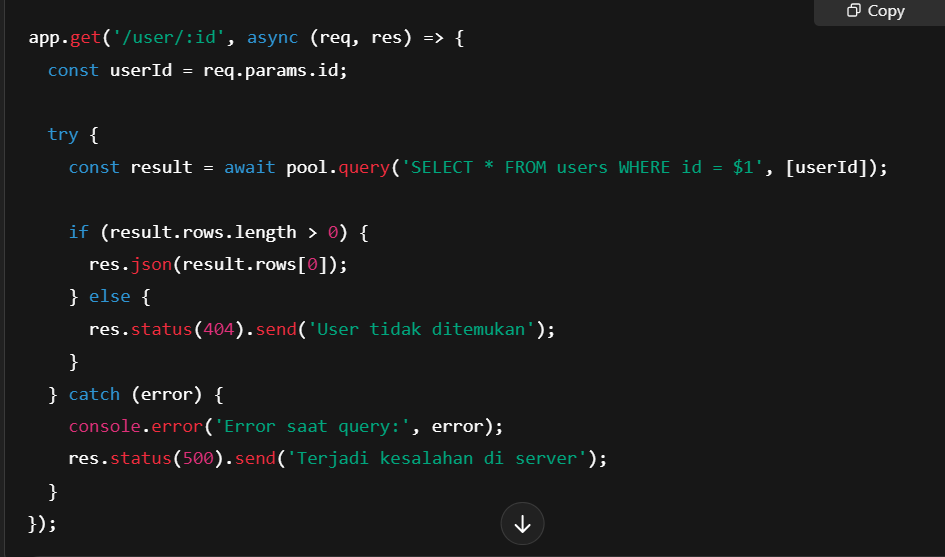 Copy
app.get('/user/:id', async (req, res) => {
  const userId = req.params.id;

  try {
    const result = await pool.query('SELECT * FROM users WHERE id = $1', [userId]);

    if (result.rows.length > 0) {
      res.json(result.rows[0]);
    } else {
      res.status(404).send('User tidak ditemukan');
    }
  } catch (error) {
    console.error('Error saat query:', error);
    res.status(500).send('Terjadi kesalahan di server');
  }
});